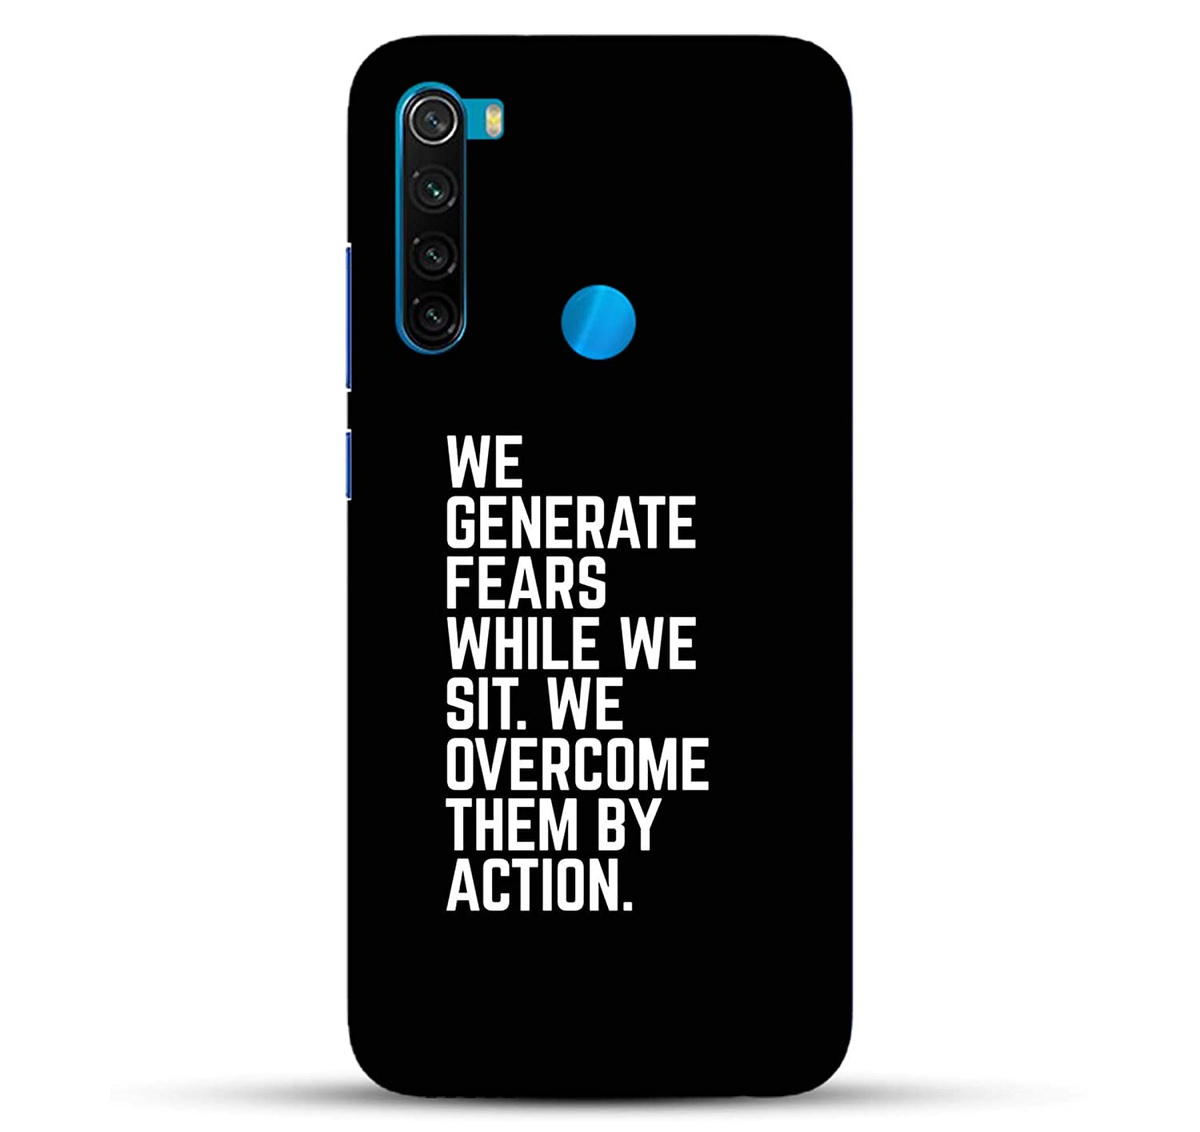 WE
GENERATE
FEARS
WHILE WE
SIT. WE
OVERCOME
THEM BY
ACTION.